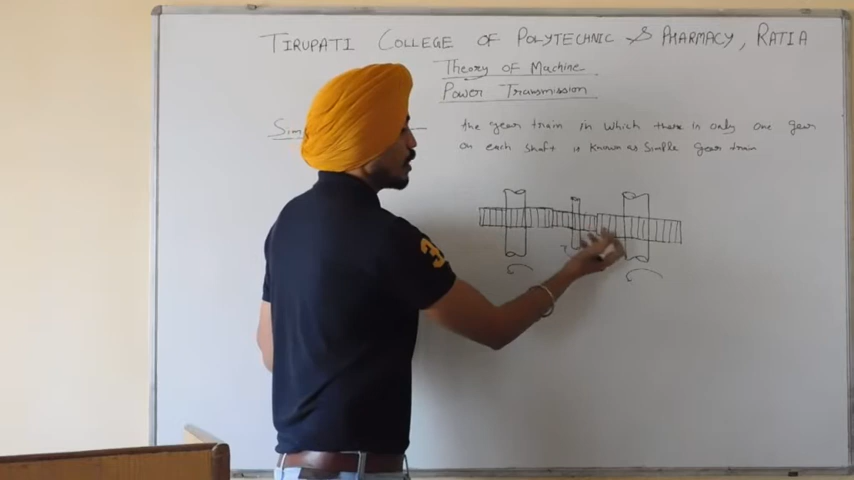 TIRUPATI COLLEGE OF POLYTECHNIC & PHARMACY, RATIA
Theory OF MACHINE
POWER TRANSMISSION
the gear train in which there is only one gear
on each shaft is known as simple gear train
3